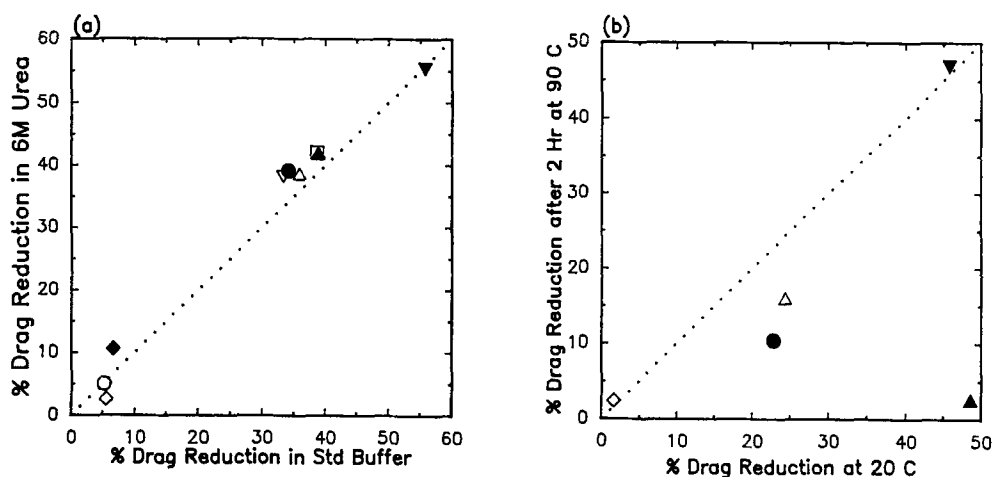 (a)
60
50
40
30
20
10
0
% Drag Reduction in 6M Urea
0 10 20 30 40 50 60
% Drag Reduction in Std Buffer
(b)
50
40
30
20
10
0
% Drag Reduction after 2 Hr at 90 C
0 10 20 30 40 50
% Drag Reduction at 20 C